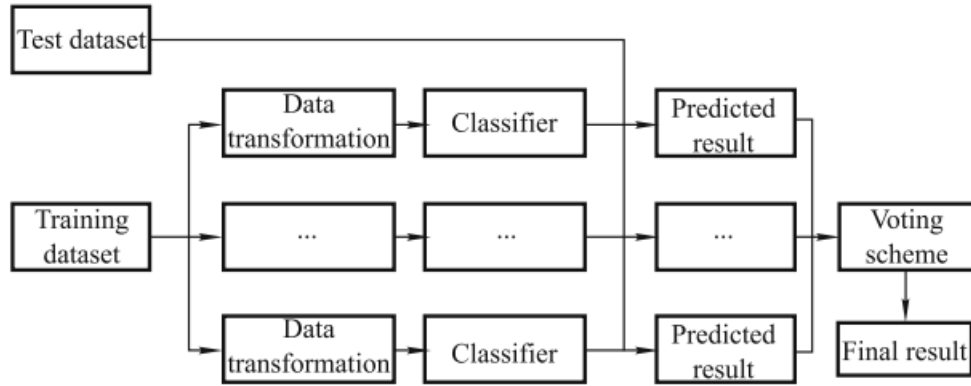 Test dataset
Data
transformation
Classifier
Predicted
result
Training
dataset
...
...
...
Voting
scheme
Data
transformation
Classifier
Predicted
result
Final result